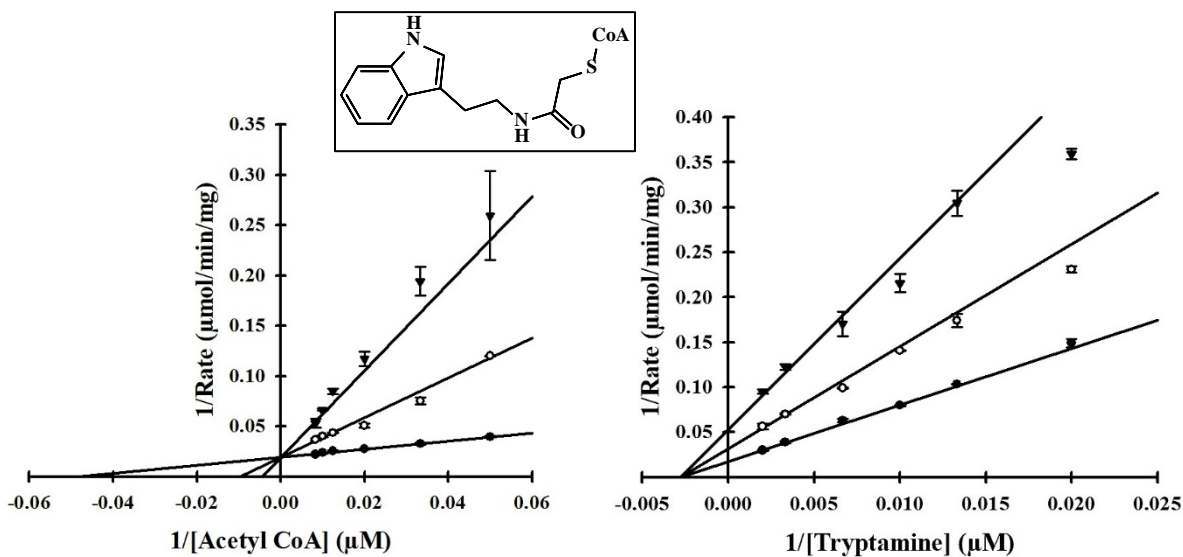 H
N
CoA
S
N
H
O
0.35
0.30
0.25
0.20
0.15
0.10
0.05
1/Rate (µmol/min/mg)
-0.06
-0.04
-0.02
0.00
0.02
0.04
0.06
1/[Acetyl CoA] (µM)
0.40
0.35
0.30
0.25
0.20
0.15
0.10
0.05
1/Rate (µmol/min/mg)
-0.005
0.000
0.005
0.010
0.015
0.020
0.025
1/[Tryptamine] (µM)